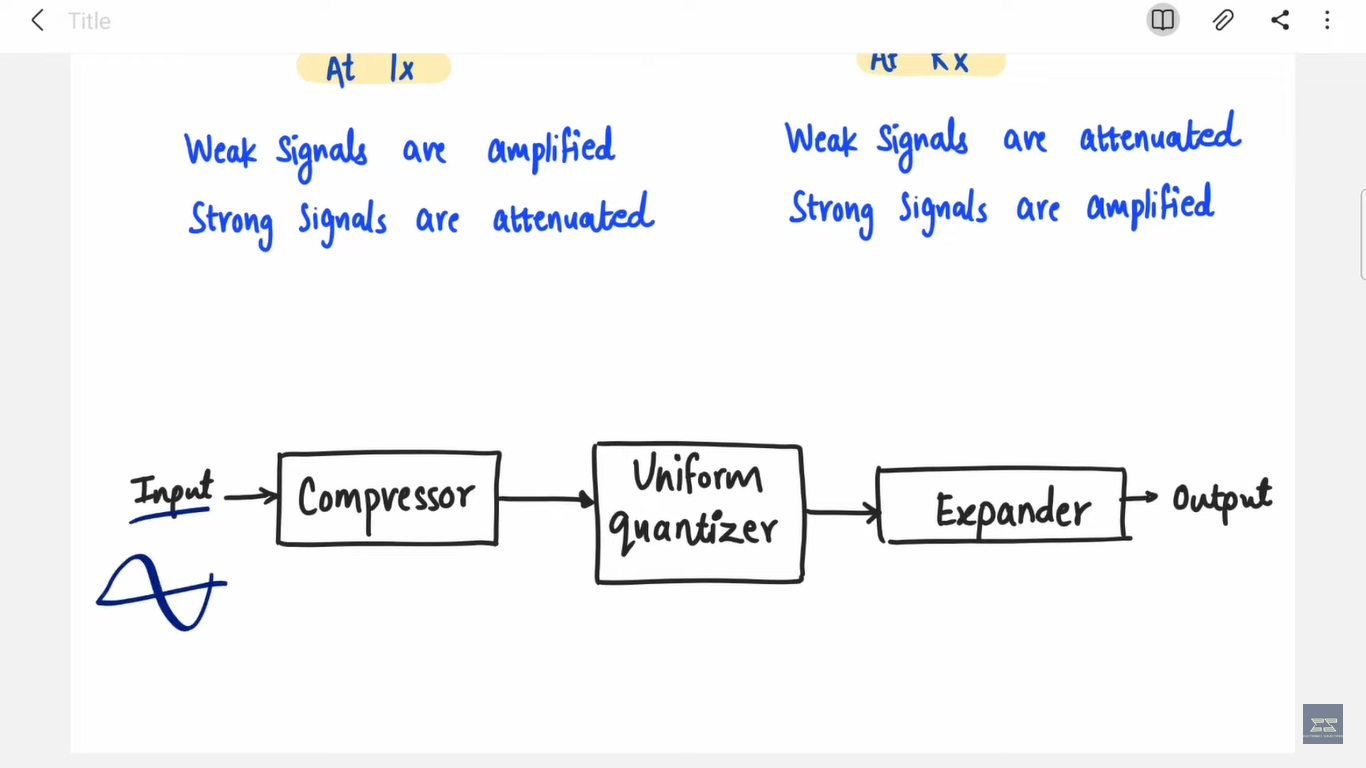 Title
At Tx
At Rx
Weak Signals are amplified
Strong Signals are attenuated
Weak Signals are attenuated
Strong Signals are amplified
Input
Compressor
Uniform
quantizer
Expander
Output